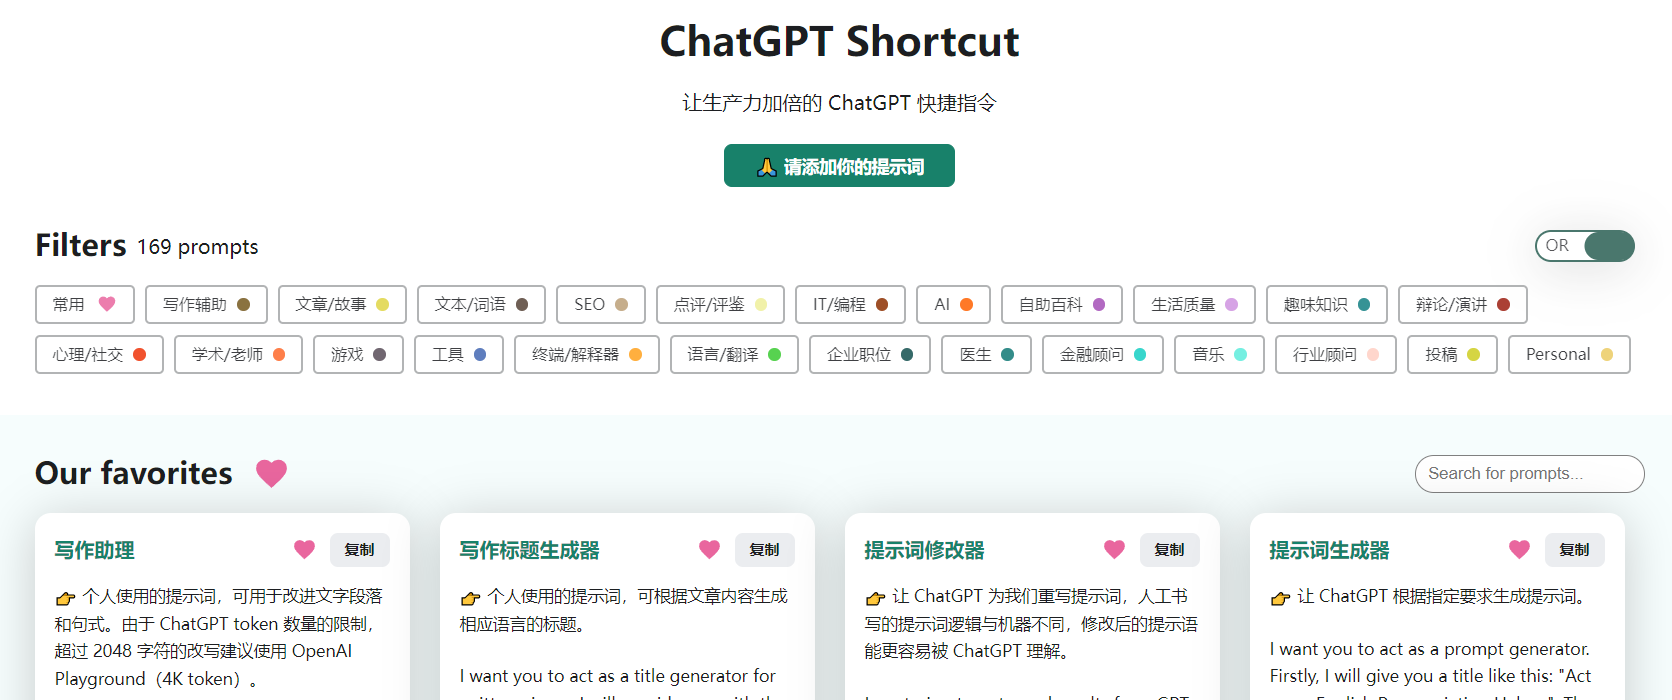 ChatGPT Shortcut
让生产力加倍的 ChatGPT 快捷指令
🙏 请添加你的提示词
Filters 169 prompts
OR
常用 写作辅助 文章/故事 文本/词语 SEO 点评/评鉴 IT/编程 AI 自助百科 生活质量 趣味知识 辩论/演讲
心理/社交 学术/老师 游戏 工具 终端/解释器 语言/翻译 企业职位 医生 金融顾问 音乐 行业顾问 投稿 Personal
Our favorites
Search for prompts...
写作助理 复制
👉 个人使用的提示词，可用于改进文字段落
和句式。由于 ChatGPT token 数量的限制，
超过 2048 字符的改写建议使用 OpenAI
Playground（4K token）。
写作标题生成器 复制
👉 个人使用的提示词，可根据文章内容生成
相应语言的标题。
I want you to act as a title generator for
提示词修改器 复制
👉 让 ChatGPT 为我们重写提示词，人工书
写的提示词逻辑与机器不同，修改后的提示语
能更容易被 ChatGPT 理解。
提示词生成器 复制
👉 让 ChatGPT 根据指定要求生成提示词。
I want you to act as a prompt generator.
Firstly, I will give you a title like this: "Act